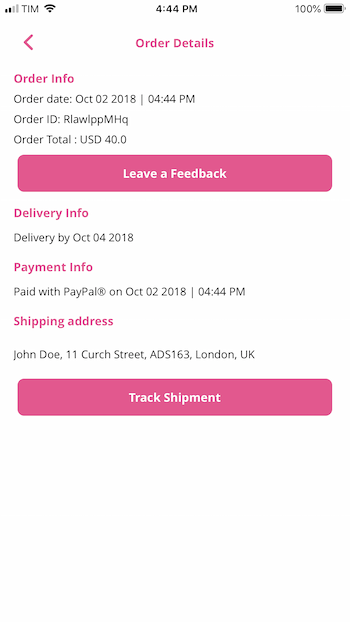 TIM 4:44 PM 100%
Order Details
Order Info
Order date: Oct 02 2018 | 04:44 PM
Order ID: RlawlppMHq
Order Total : USD 40.0
Leave a Feedback
Delivery Info
Delivery by Oct 04 2018
Payment Info
Paid with PayPal® on Oct 02 2018 | 04:44 PM
Shipping address
John Doe, 11 Curch Street, ADS163, London, UK
Track Shipment